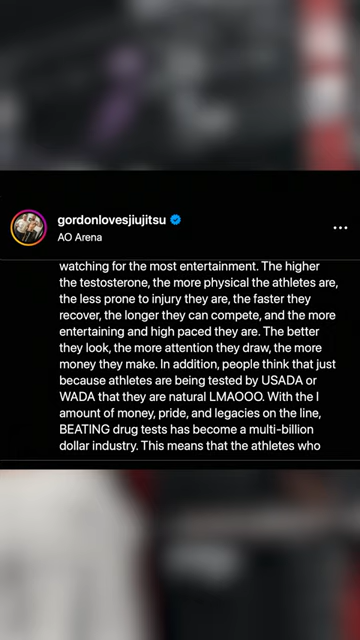 gordonlovesjiujitsu
AO Arena
watching for the most entertainment. The higher
the testosterone, the more physical the athletes are,
the less prone to injury they are, the faster they
recover, the longer they can compete, and the more
entertaining and high paced they are. The better
they look, the more attention they draw, the more
money they make. In addition, people think that just
because athletes are being tested by USADA or
WADA that they are natural LMAOOO. With the l
amount of money, pride, and legacies on the line,
BEATING drug tests has become a multi-billion
dollar industry. This means that the athletes who